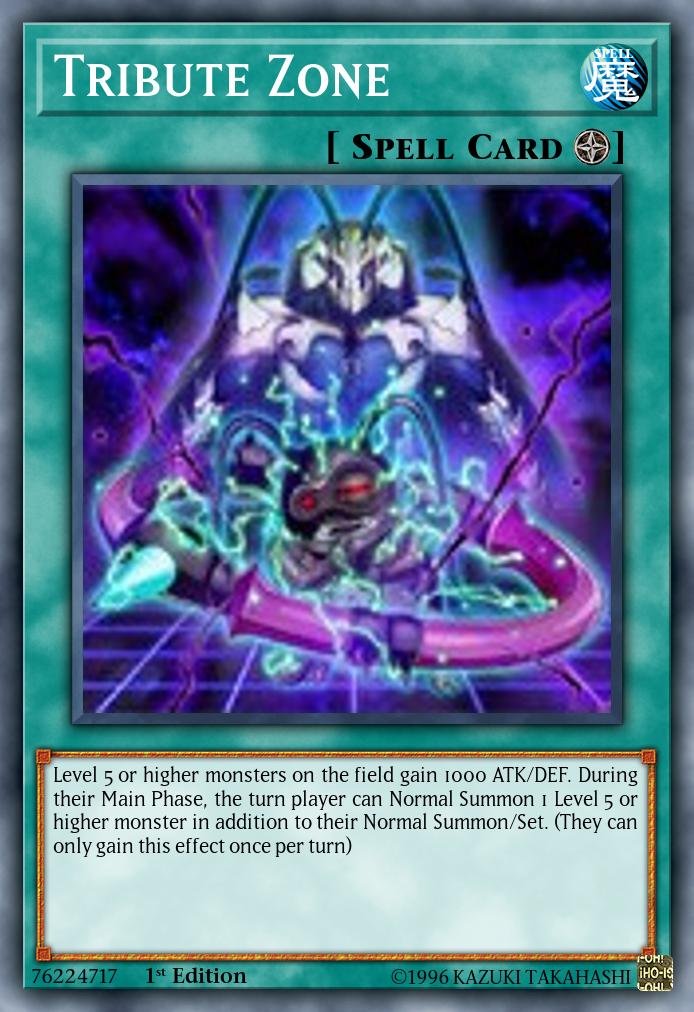 Tribute Zone
SPELL
魔
[ Spell Card ]
Level 5 or higher monsters on the field gain 1000 ATK/DEF. During
their Main Phase, the turn player can Normal Summon 1 Level 5 or
higher monster in addition to their Normal Summon/Set. (They can
only gain this effect once per turn)
76224717 1st Edition ©1996 KAZUKI TAKAHASHI